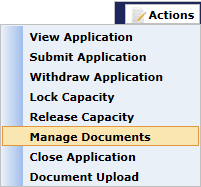 Actions
View Application
Submit Application
Withdraw Application
Lock Capacity
Release Capacity
Manage Documents
Close Application
Document Upload